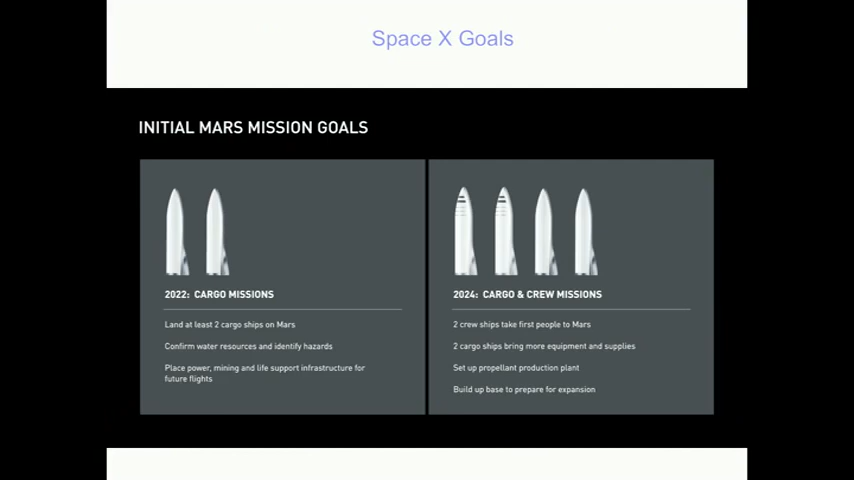 Space X Goals
INITIAL MARS MISSION GOALS
2022: CARGO MISSIONS
Land at least 2 cargo ships on Mars
Confirm water resources and identify hazards
Place power, mining and life support infrastructure for
future flights
2024: CARGO & CREW MISSIONS
2 crew ships take first people to Mars
2 cargo ships bring more equipment and supplies
Set up propellant production plant
Build up base to prepare for expansion